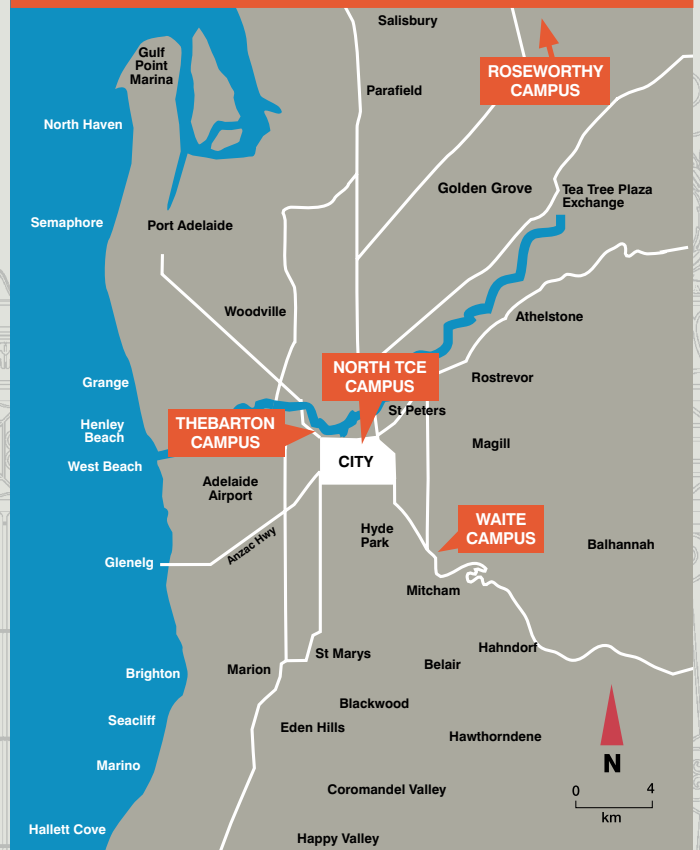 Salisbury
Gulf
Point
Marina
ROSEWORTHY
CAMPUS
Parafield
North Haven
Golden Grove
Tea Tree Plaza
Exchange
Semaphore
Port Adelaide
Woodville
Athelstone
NORTH TCE
CAMPUS
Rostrevor
Grange
St Peters
THEBARTON
CAMPUS
Henley
Beach
Magill
CITY
West Beach
Adelaide
Airport
WAITE
CAMPUS
Hyde
Park
Anzac Hwy
Balhannah
Glenelg
Mitcham
Hahndorf
St Marys
Belair
Marion
Brighton
Blackwood
Seacliff
Eden Hills
Hawthorndene
Marino
N
0 4
km
Coromandel Valley
Hallett Cove
Happy Valley